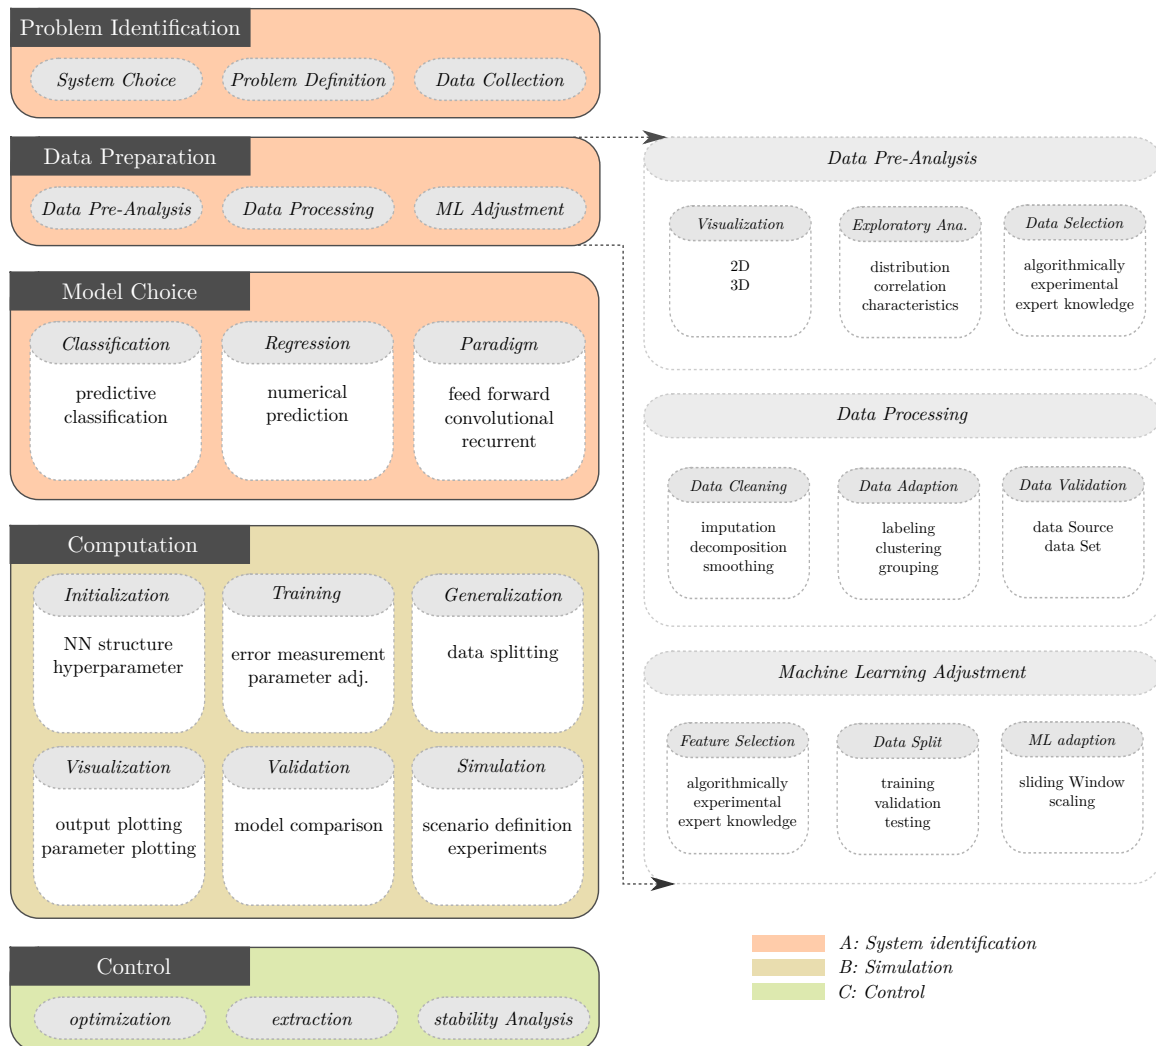 Problem Identification
System Choice
Problem Definition
Data Collection
Data Preparation
Data Pre-Analysis
Data Processing
ML Adjustment
Model Choice
Classification
predictive
classification
Regression
numerical
prediction
Paradigm
feed forward
convolutional
recurrent
Computation
Initialization
NN structure
hyperparameter
Training
error measurement
parameter adj.
Generalization
data splitting
Visualization
output plotting
parameter plotting
Validation
model comparison
Simulation
scenario definition
experiments
Control
optimization
extraction
stability Analysis
Data Pre-Analysis
Visualization
2D
3D
Exploratory Ana.
distribution
correlation
characteristics
Data Selection
algorithmically
experimental
expert knowledge
Data Processing
Data Cleaning
imputation
decomposition
smoothing
Data Adaption
labeling
clustering
grouping
Data Validation
data Source
data Set
Machine Learning Adjustment
Feature Selection
algorithmically
experimental
expert knowledge
Data Split
training
validation
testing
ML adaption
sliding Window
scaling
A: System identification
B: Simulation
C: Control